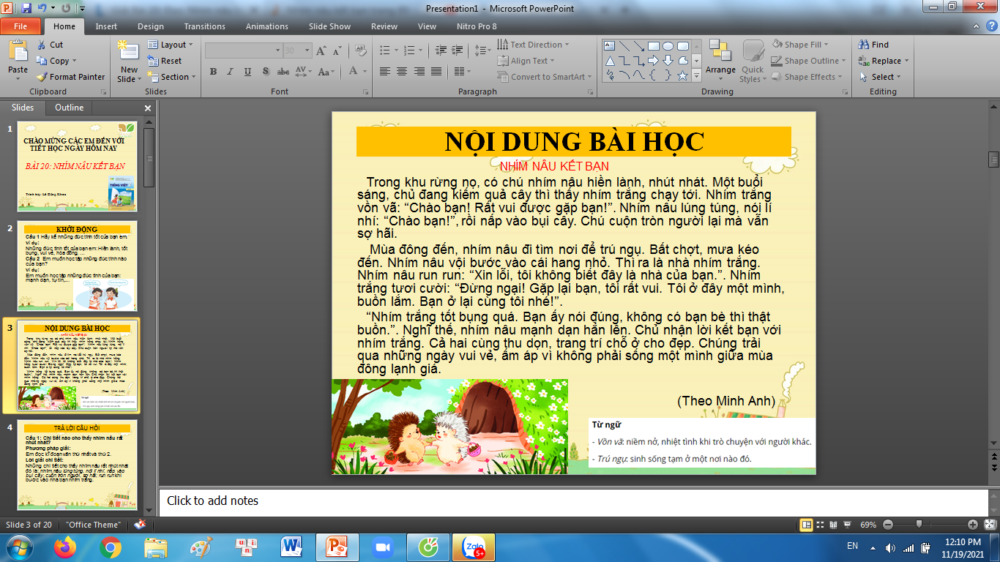 Presentation1 - Microsoft PowerPoint
File Home Insert Design Transitions Animations Slide Show Review View Nitro Pro 8
Paste
Cut
Copy
Format Painter
Clipboard
New Slide
Layout
Reset
Section
Slides
30
B I U S abc AV Aa A
Font
Text Direction
Align Text
Convert to SmartArt
Paragraph
Arrange
Quick Styles
Shape Fill
Shape Outline
Shape Effects
Drawing
Find
Replace
Select
Editing
Slides Outline
1
CHÀO MỪNG CÁC EM ĐẾN VỚI
TIẾT HỌC NGÀY HÔM NAY
BÀI 20: NHÍM NÂU KẾT BẠN
TIẾNG VIỆT
2
KHỞI ĐỘNG
Câu 1 Hãy kể những đức tính tốt của bạn em.
Ví dụ:
Những đức tính tốt của bạn em: Hiền lành, tốt
bụng, vui vẻ, hòa đồng, ...
Câu 2 Em muốn học tập những đức tính nào
của bạn?
Ví dụ:
Em muốn học tập những đức tính của bạn:
mạnh dạn, tự tin,...
3
NỘI DUNG BÀI HỌC
4
TRẢ LỜI CÂU HỎI
Câu 1: Chi tiết nào cho thấy nhím nâu rất
nhút nhát?
Phương pháp giải:
Em đọc kĩ đoạn văn thứ nhất và thứ 2.
Lời giải chi tiết:
Những chi tiết cho thấy nhím nâu rất nhút nhát
đó là: nhím nâu lúng túng, nói lí nhí, nấp vào
bụi cây, cuộn tròn người, sợ hãi; run run khi
bước vào nhà bạn nhím trắng.
NỘI DUNG BÀI HỌC
NHÍM NÂU KẾT BẠN
Trong khu rừng nọ, có chú nhím nâu hiền lành, nhút nhát. Một buổi
sáng, chú đang kiếm quả cây thì thấy nhím trắng chạy tới. Nhím trắng
vồn vã: “Chào bạn! Rất vui được gặp bạn!”. Nhím nâu lúng túng, nói lí
nhí: “Chào bạn!”, rồi nấp vào bụi cây. Chú cuộn tròn người lại mà vẫn
sợ hãi.
Mùa đông đến, nhím nâu đi tìm nơi để trú ngụ. Bất chợt, mưa kéo
đến. Nhím nâu vội bước vào cái hang nhỏ. Thì ra là nhà nhím trắng.
Nhím nâu run run: “Xin lỗi, tôi không biết đây là nhà của bạn.”. Nhím
trắng tươi cười: “Đừng ngại! Gặp lại bạn, tôi rất vui. Tôi ở đây một mình,
buồn lắm. Bạn ở lại cùng tôi nhé!”.
“Nhím trắng tốt bụng quá. Bạn ấy nói đúng, không có bạn bè thì thật
buồn.”. Nghĩ thế, nhím nâu mạnh dạn hẳn lên. Chú nhận lời kết bạn với
nhím trắng. Cả hai cùng thu dọn, trang trí chỗ ở cho đẹp. Chúng trải
qua những ngày vui vẻ, ấm áp vì không phải sống một mình giữa mùa
đông lạnh giá.
(Theo Minh Anh)
Từ ngữ
- Vồn vã: niềm nở, nhiệt tình khi trò chuyện với người khác.
- Trú ngụ: sinh sống tạm ở một nơi nào đó.
Click to add notes
Slide 3 of 20 "Office Theme" 69%
Zalo 5+
EN
12:10 PM
11/19/2021